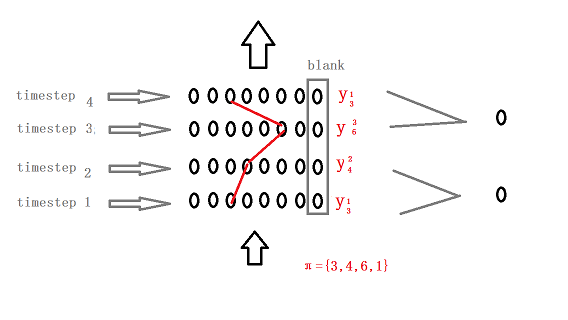 blank
timestep 4
y¹₃
timestep 3.
y³₆
timestep 2
y²₄
timestep 1
y¹₃
π={3,4,6,1}